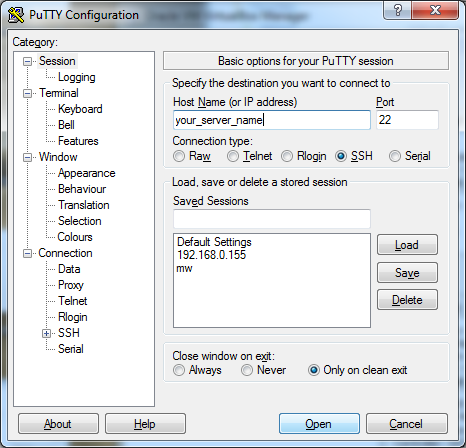 PuTTY Configuration
Category:
Session
Logging
Terminal
Keyboard
Bell
Features
Window
Appearance
Behaviour
Translation
Selection
Colours
Connection
Data
Proxy
Telnet
Rlogin
SSH
Serial
Basic options for your PuTTY session
Specify the destination you want to connect to
Host Name (or IP address) Port
your_server_name 22
Connection type:
Raw Telnet Rlogin SSH Serial
Load, save or delete a stored session
Saved Sessions
Default Settings
192.168.0.155
mw
Load
Save
Delete
Close window on exit:
Always Never Only on clean exit
About Help Open Cancel